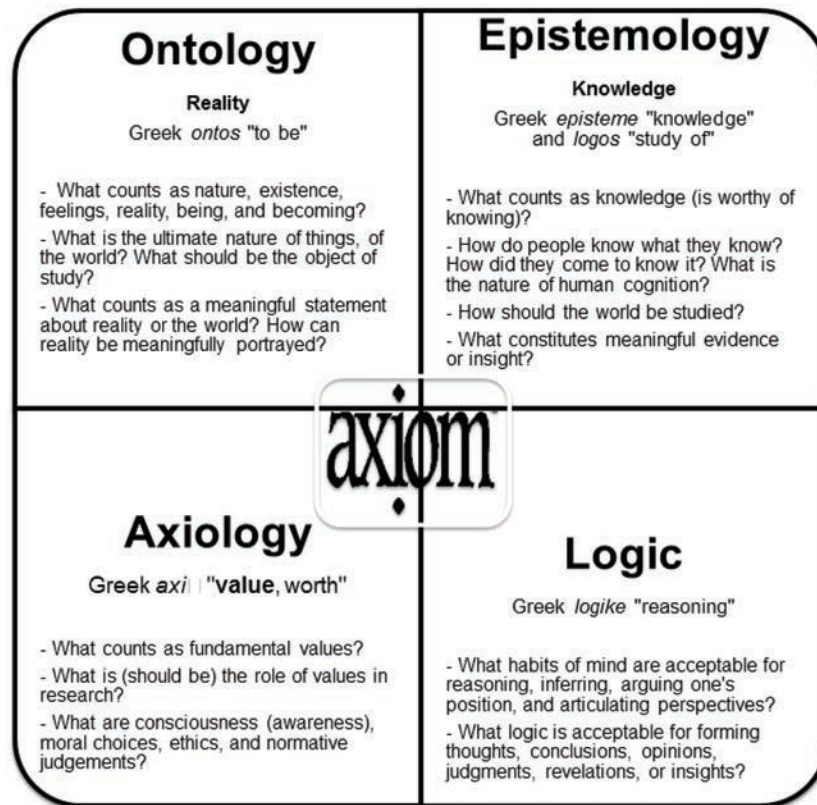 Ontology
Reality
Greek ontos "to be"
- What counts as nature, existence,
feelings, reality, being, and becoming?
- What is the ultimate nature of things, of
the world? What should be the object of
study?
- What counts as a meaningful statement
about reality or the world? How can
reality be meaningfully portrayed?
Epistemology
Knowledge
Greek episteme "knowledge"
and logos "study of"
- What counts as knowledge (is worthy of
knowing)?
- How do people know what they know?
How did they come to know it? What is
the nature of human cognition?
- How should the world be studied?
- What constitutes meaningful evidence
or insight?
axiom
Axiology
Greek axi "value, worth"
- What counts as fundamental values?
- What is (should be) the role of values in
research?
- What are consciousness (awareness),
moral choices, ethics, and normative
judgements?
Logic
Greek logike "reasoning"
- What habits of mind are acceptable for
reasoning, inferring, arguing one's
position, and articulating perspectives?
- What logic is acceptable for forming
thoughts, conclusions, opinions,
judgments, revelations, or insights?